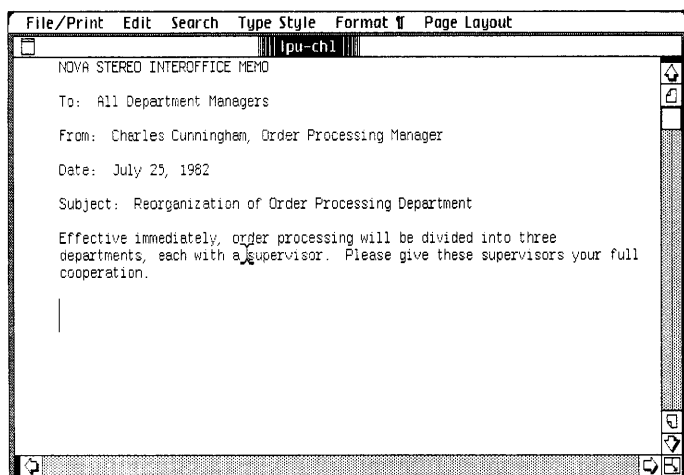 File/Print Edit Search Type Style Format ¶ Page Layout
lpu-ch1
NOVA STEREO INTEROFFICE MEMO
To: All Department Managers
From: Charles Cunningham, Order Processing Manager
Date: July 25, 1982
Subject: Reorganization of Order Processing Department
Effective immediately, order processing will be divided into three
departments, each with a supervisor. Please give these supervisors your full
cooperation.